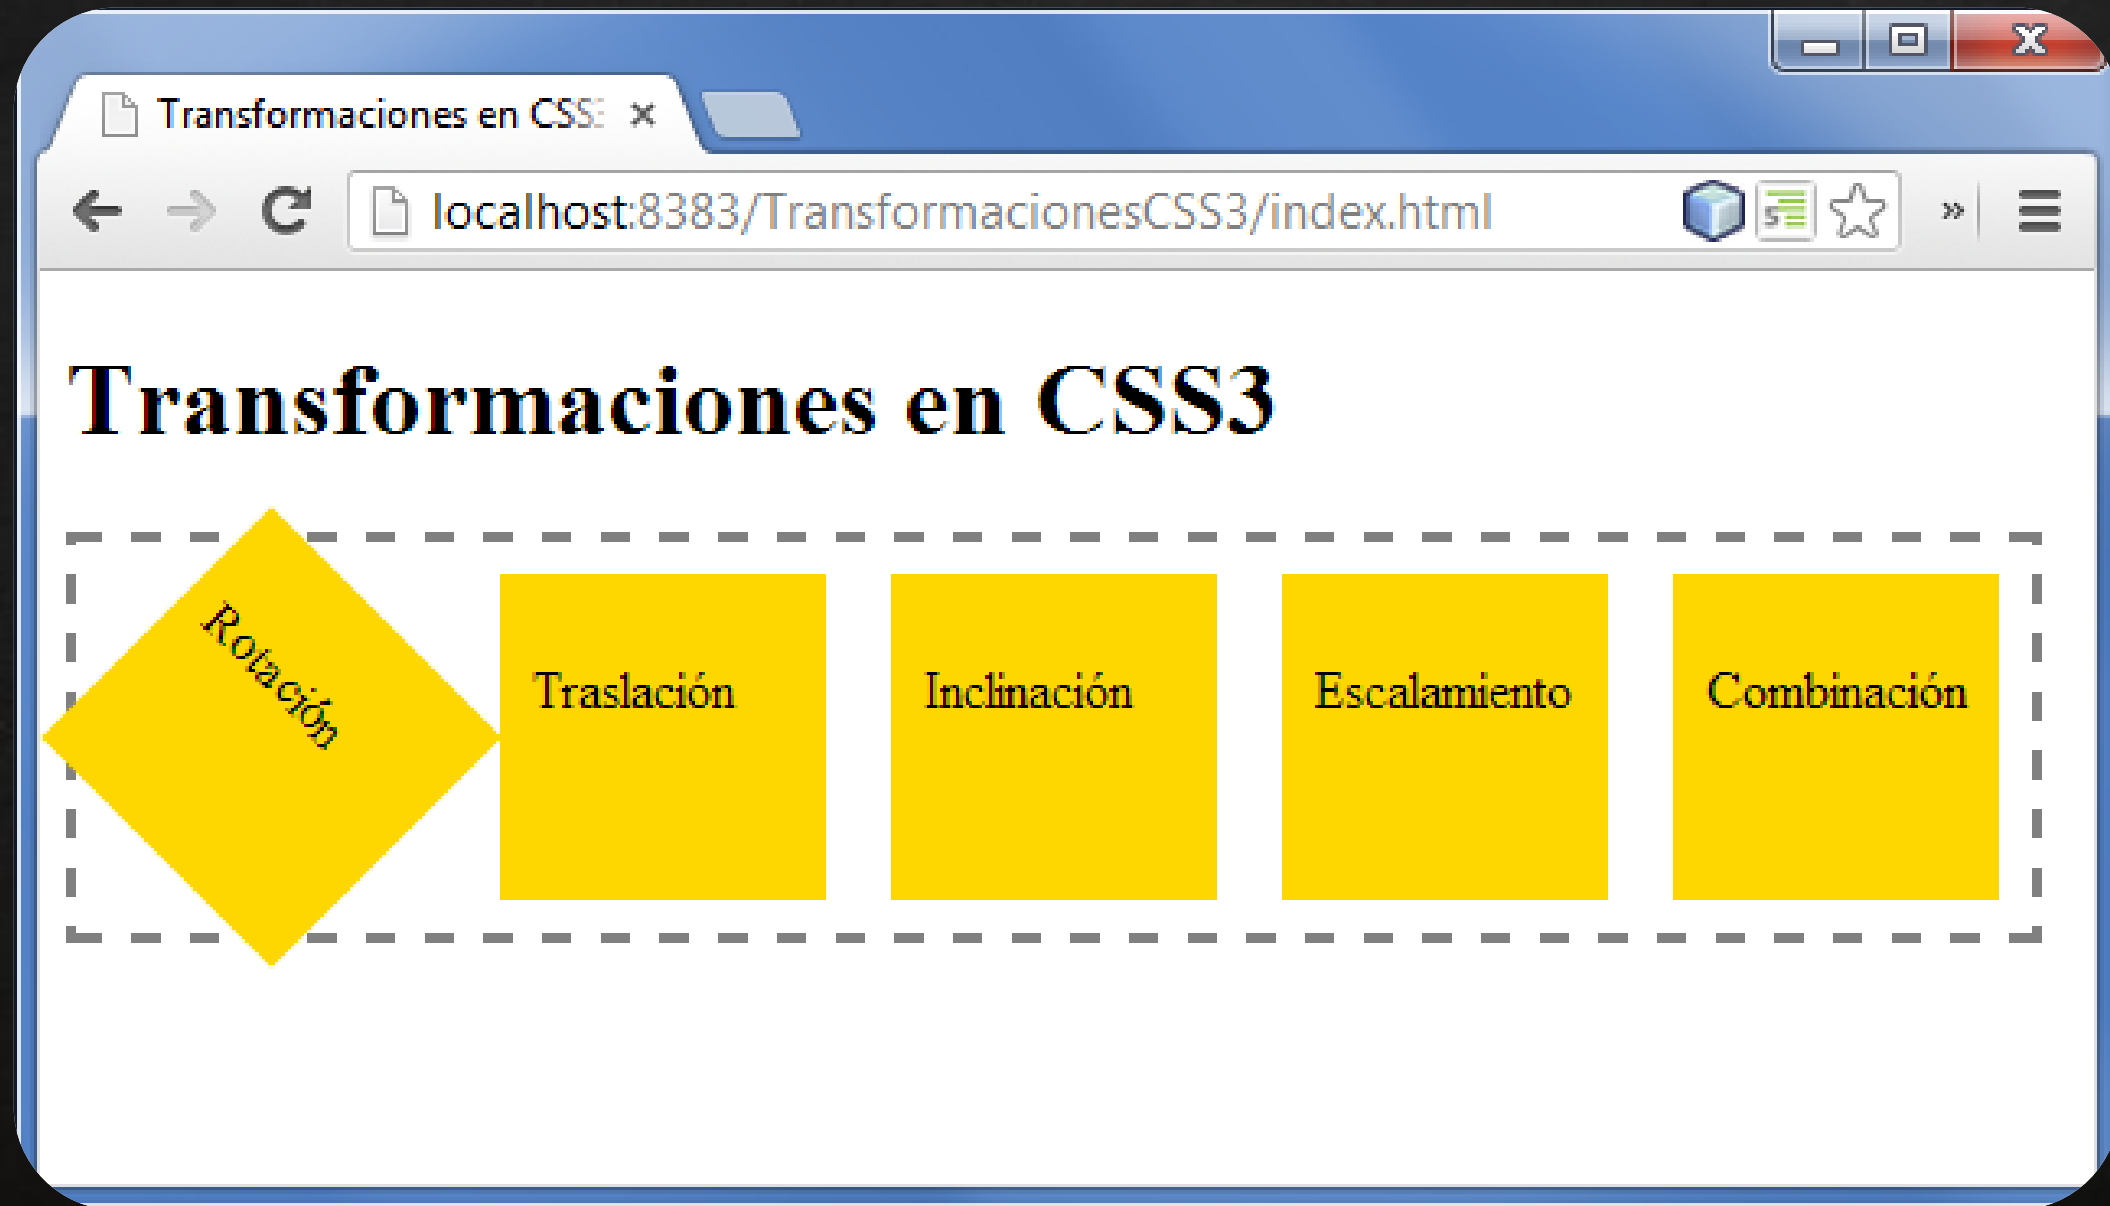 Transformaciones en CSS
localhost:8383/TransformacionesCSS3/index.html
Transformaciones en CSS3
Rotación
Traslación
Inclinación
Escalamiento
Combinación